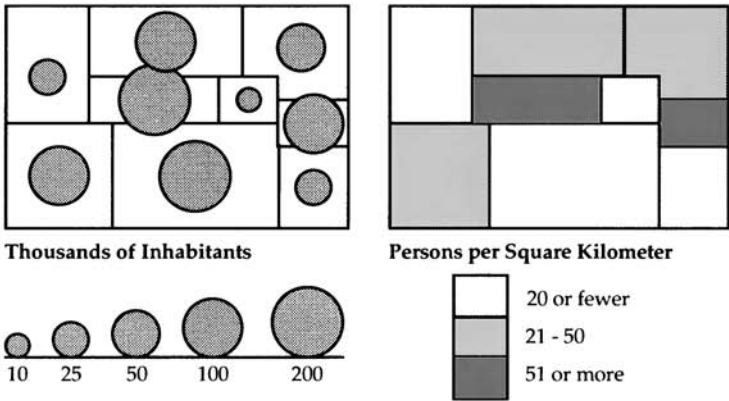 Thousands of Inhabitants
10 25 50 100 200
Persons per Square Kilometer
20 or fewer
21 - 50
51 or more